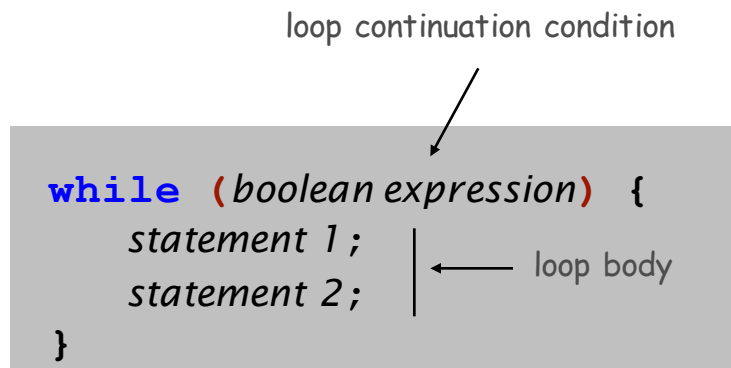 loop continuation condition
while (boolean expression) {
statement 1;
statement 2;
loop body
}